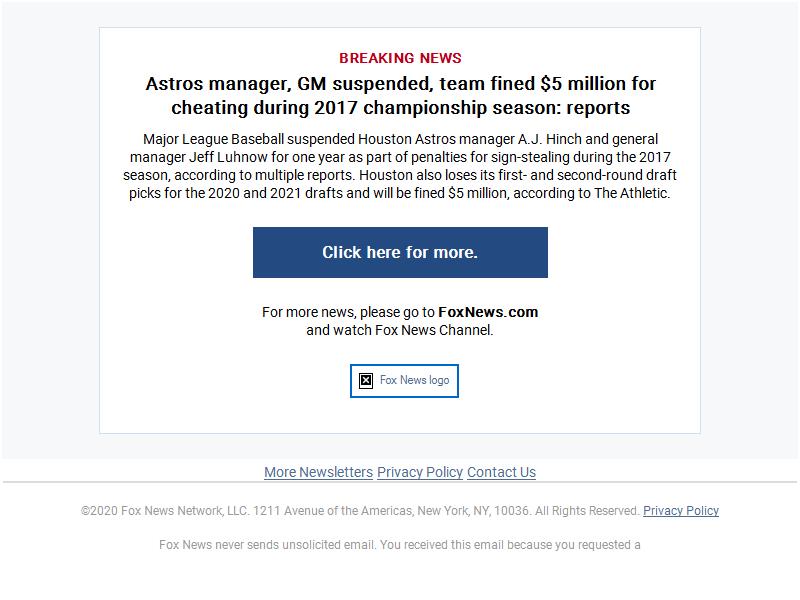 BREAKING NEWS
Astros manager, GM suspended, team fined $5 million for
cheating during 2017 championship season: reports
Major League Baseball suspended Houston Astros manager A.J. Hinch and general
manager Jeff Luhnow for one year as part of penalties for sign-stealing during the 2017
season, according to multiple reports. Houston also loses its first- and second-round draft
picks for the 2020 and 2021 drafts and will be fined $5 million, according to The Athletic.
Click here for more.
For more news, please go to FoxNews.com
and watch Fox News Channel.
Fox News logo
More Newsletters Privacy Policy Contact Us
©2020 Fox News Network, LLC. 1211 Avenue of the Americas, New York, NY, 10036. All Rights Reserved. Privacy Policy
Fox News never sends unsolicited email. You received this email because you requested a